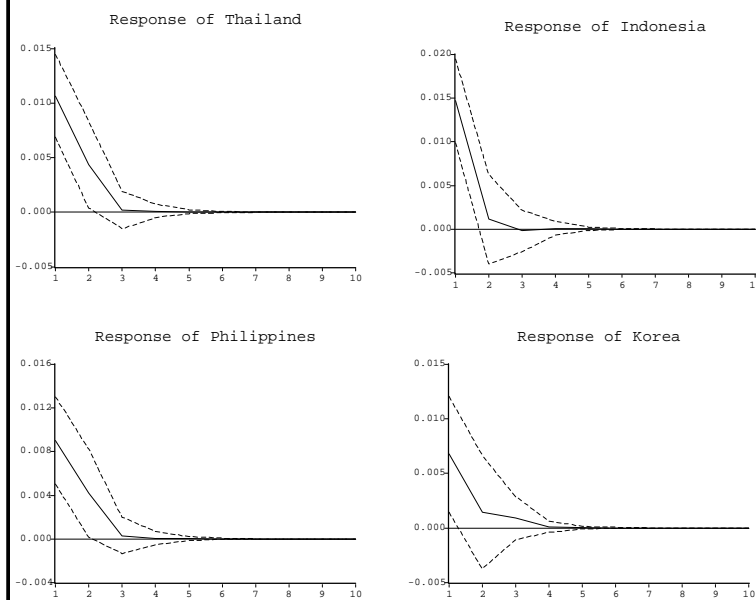 Response of Thailand
0.015
0.010
0.005
0.000
-0.005
1 2 3 4 5 6 7 8 9 10
Response of Indonesia
0.020
0.015
0.010
0.005
0.000
-0.005
1 2 3 4 5 6 7 8 9 1
Response of Philippines
0.016
0.012
0.008
0.004
0.000
-0.004
1 2 3 4 5 6 7 8 9 10
Response of Korea
0.015
0.010
0.005
0.000
-0.005
1 2 3 4 5 6 7 8 9 10